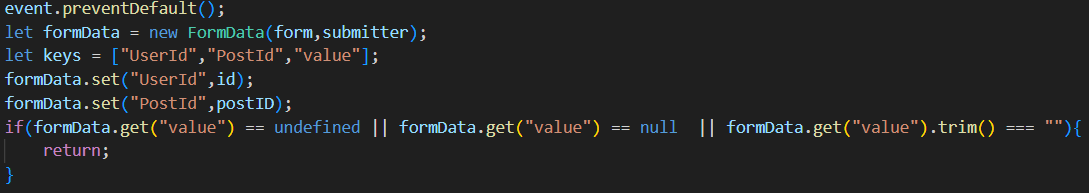 event.preventDefault();
let formData = new FormData(form,submitter);
let keys = ["UserId","PostId","value"];
formData.set("UserId",id);
formData.set("PostId",postID);
if(formData.get("value") == undefined || formData.get("value") == null  || formData.get("value").trim() === ""){
    return;
}